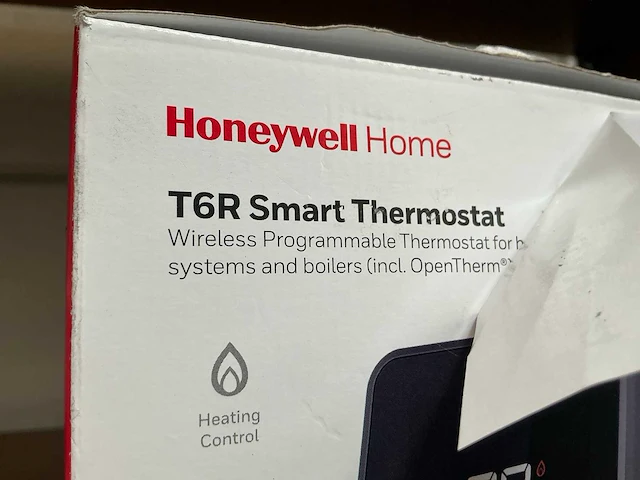 Honeywell Home
T6R Smart Thermostat
Wireless Programmable Thermostat for
systems and boilers (incl. OpenTherm®)
Heating
Control